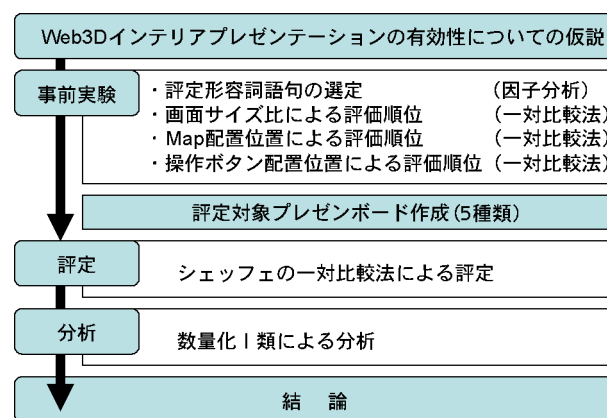 Web3Dインテリアプレゼンテーションの有効性についての仮説
事前実験
・評定形容詞語句の選定 (因子分析)
・画面サイズ比による評価順位 (一対比較法)
・Map配置位置による評価順位 (一対比較法)
・操作ボタン配置位置による評価順位 (一対比較法)
評定対象プレゼンボード作成(5種類)
評定
シェッフェの一対比較法による評定
分析
数量化Ⅰ類による分析
結 論